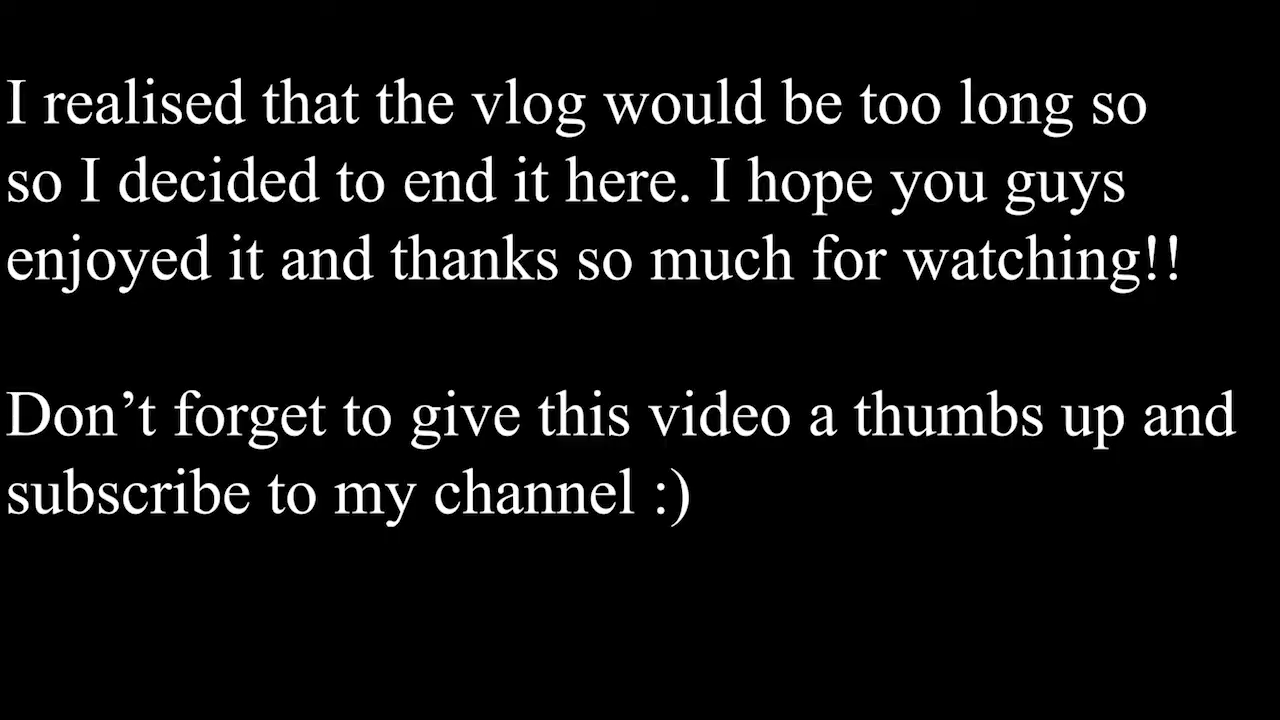 I realised that the vlog would be too long so
so I decided to end it here. I hope you guys
enjoyed it and thanks so much for watching!!
Don’t forget to give this video a thumbs up and
subscribe to my channel :)